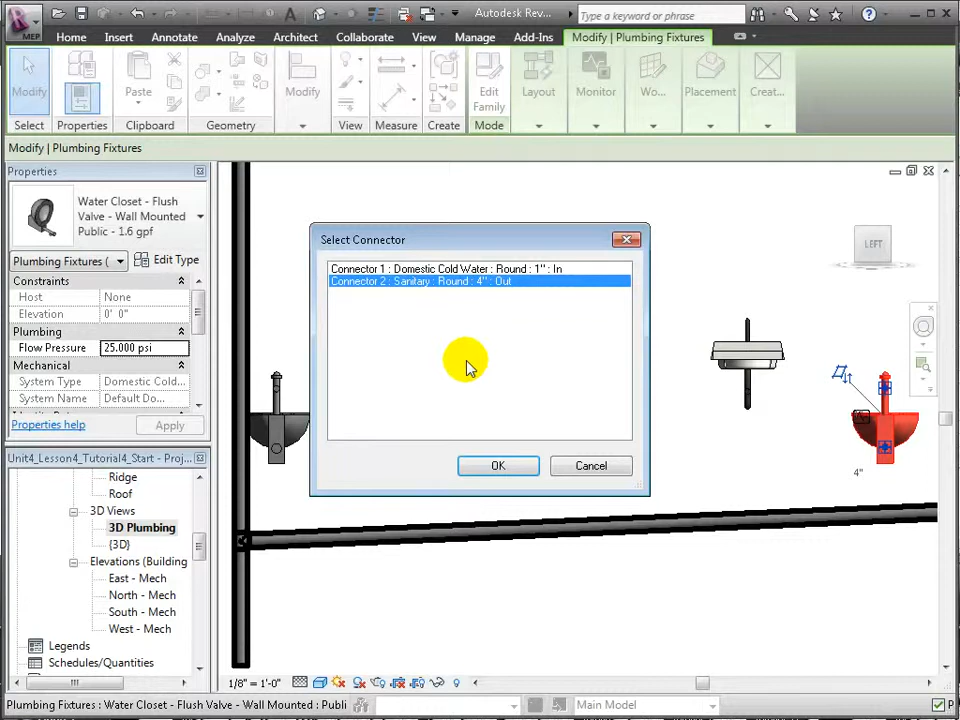 Autodesk Rev...
Type a keyword or phrase
MEP
Home Insert Annotate Analyze Architect Collaborate View Manage Add-Ins Modify | Plumbing Fixtures
Modify Paste Modify Edit Family Layout Monitor Wo... Placement Creat...
Select Properties Clipboard Geometry View Measure Create Mode
Modify | Plumbing Fixtures
Properties
Water Closet - Flush
Valve - Wall Mounted
Public - 1.6 gpf
Plumbing Fixtures ( Edit Type
Constraints
Host None
Elevation 0' 0"
Plumbing
Flow Pressure 25.000 psi
Mechanical
System Type Domestic Cold...
System Name Default Do...
Properties help Apply
Unit4_Lesson4_Tutorial4_Start - Proj...
Ridge
Roof
3D Views
3D Plumbing
{3D}
Elevations (Building
East - Mech
North - Mech
South - Mech
West - Mech
Legends
Schedules/Quantities
Select Connector
Connector 1 : Domestic Cold Water : Round : 1" : In
Connector 2 : Sanitary : Round : 4" : Out
OK Cancel
LEFT
4"
1/8" = 1'-0"
Plumbing Fixtures : Water Closet - Flush Valve - Wall Mounted : Publi
Main Model